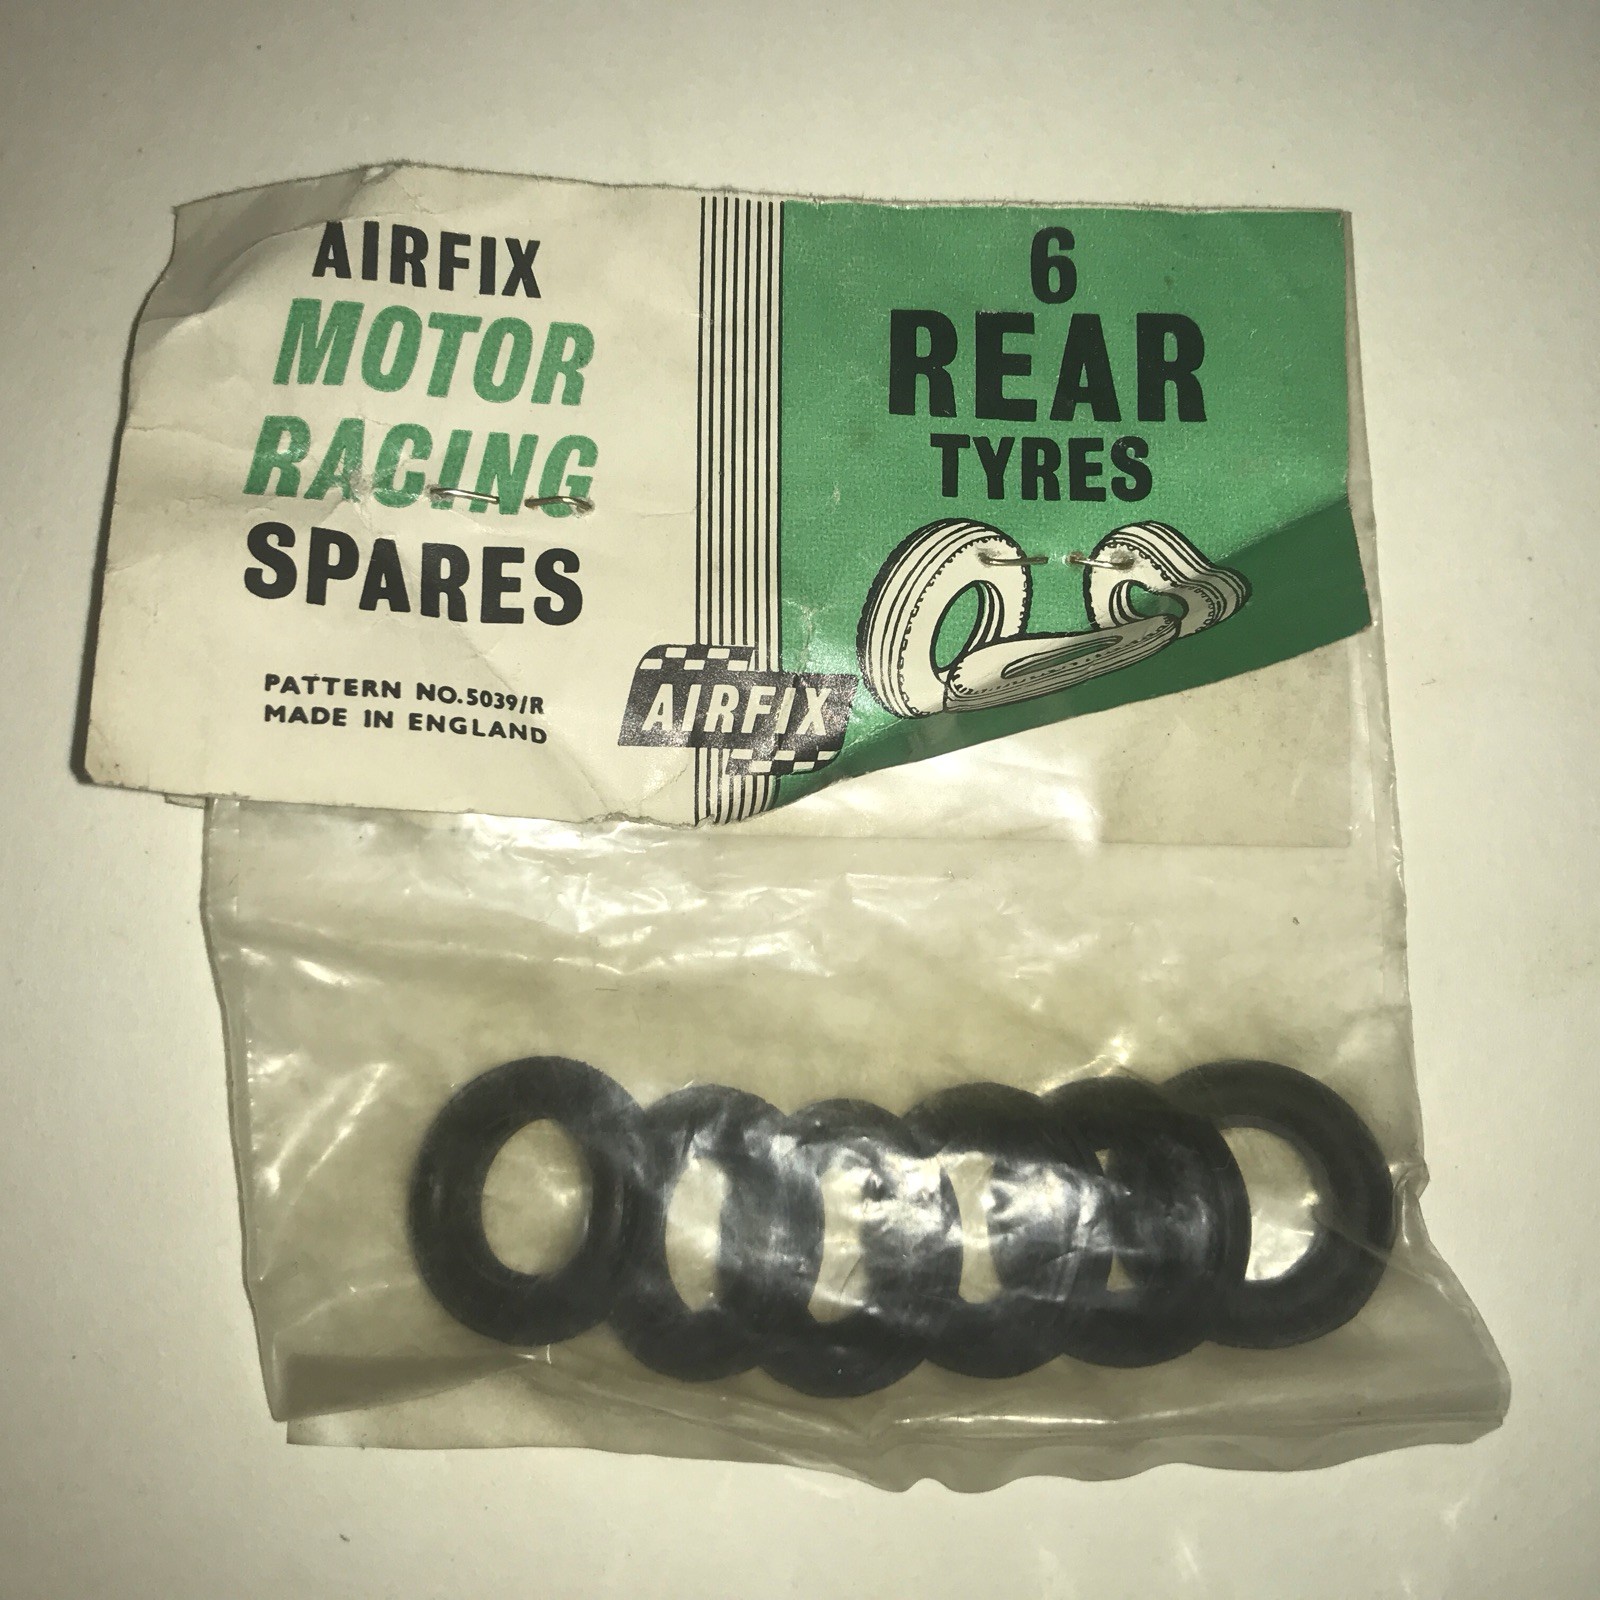 AIRFIX
MOTOR
RACING
SPARES
PATTERN NO.5039/R
MADE IN ENGLAND
AIRFIX
6
REAR
TYRES